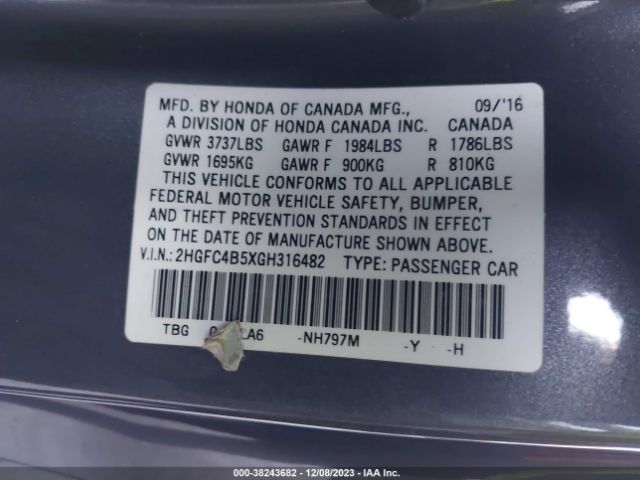 MFD. BY HONDA OF CANADA MFG., 09/'16
A DIVISION OF HONDA CANADA INC. CANADA
GVWR 3737LBS GAWR F 1984LBS R 1786LBS
GVWR 1695KG GAWR F 900KG R 810KG
THIS VEHICLE CONFORMS TO ALL APPLICABLE
FEDERAL MOTOR VEHICLE SAFETY, BUMPER,
AND THEFT PREVENTION STANDARDS IN EFFECT
ON THE DATE OF MANUFACTURE SHOWN ABOVE.
V.I.N.: 2HGFC4B5XGH316482 TYPE: PASSENGER CAR
TBG -NH797M -Y -H
© Copyright - 38243682 - 12/08/2023 - IAA Inc.